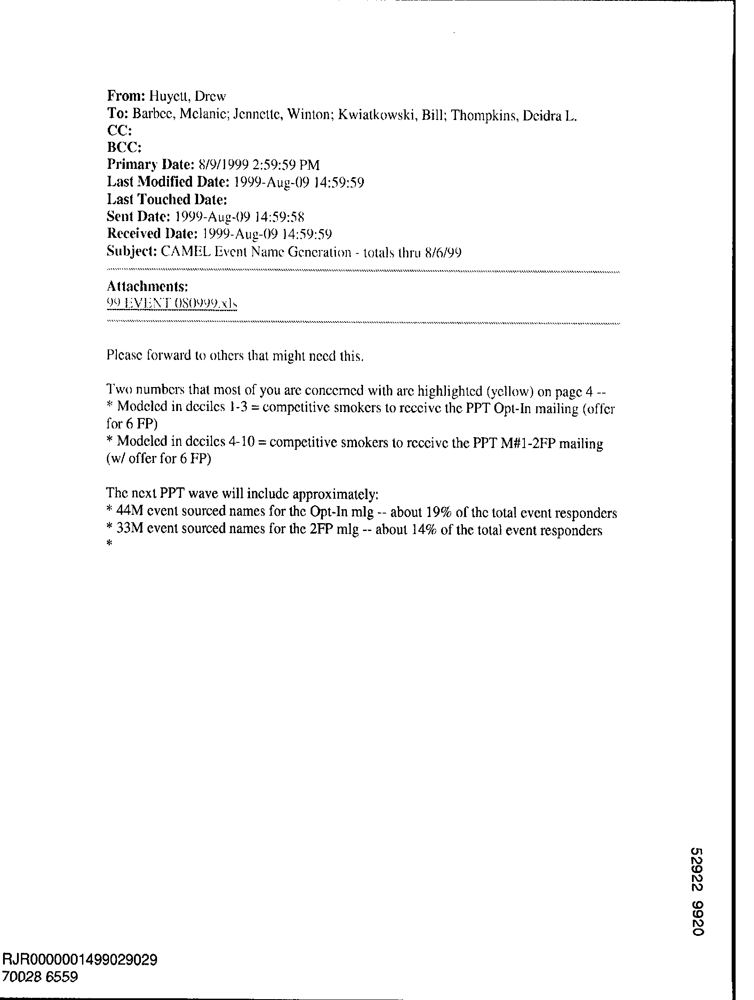 From: Huyett, Drew
To: Barbee, Melanie; Jennette, Winton; Kwiatkowski, Bill; Thompkins, Deidra L.
CC:
BCC:
Primary Date: 8/9/1999 2:59:59 PM
Last Modified Date: 1999-Aug-09 14:59:59
Last Touched Date:
Sent Date: 1999-Aug-09 14:59:58
Received Date: 1999-Aug-09 14:59:59
Subject: CAMEL Event Name Generation - totals thru 8/6/99
Attachments:
99 EVENT 080999.xls
Please forward to others that might need this.
Two numbers that most of you are concerned with are highlighted (yellow) on page 4 --
* Modeled in deciles 1-3 = competitive smokers to receive the PPT Opt-In mailing (offer
for 6 FP)
* Modeled in deciles 4-10 = competitive smokers to receive the PPT M#1-2FP mailing
(w/ offer for 6 FP)
The next PPT wave will include approximately:
* 44M event sourced names for the Opt-In mlg -- about 19% of the total event responders
* 33M event sourced names for the 2FP mlg -- about 14% of the total event responders
*
52922 9920
RJR0000001499029029
70028 6559